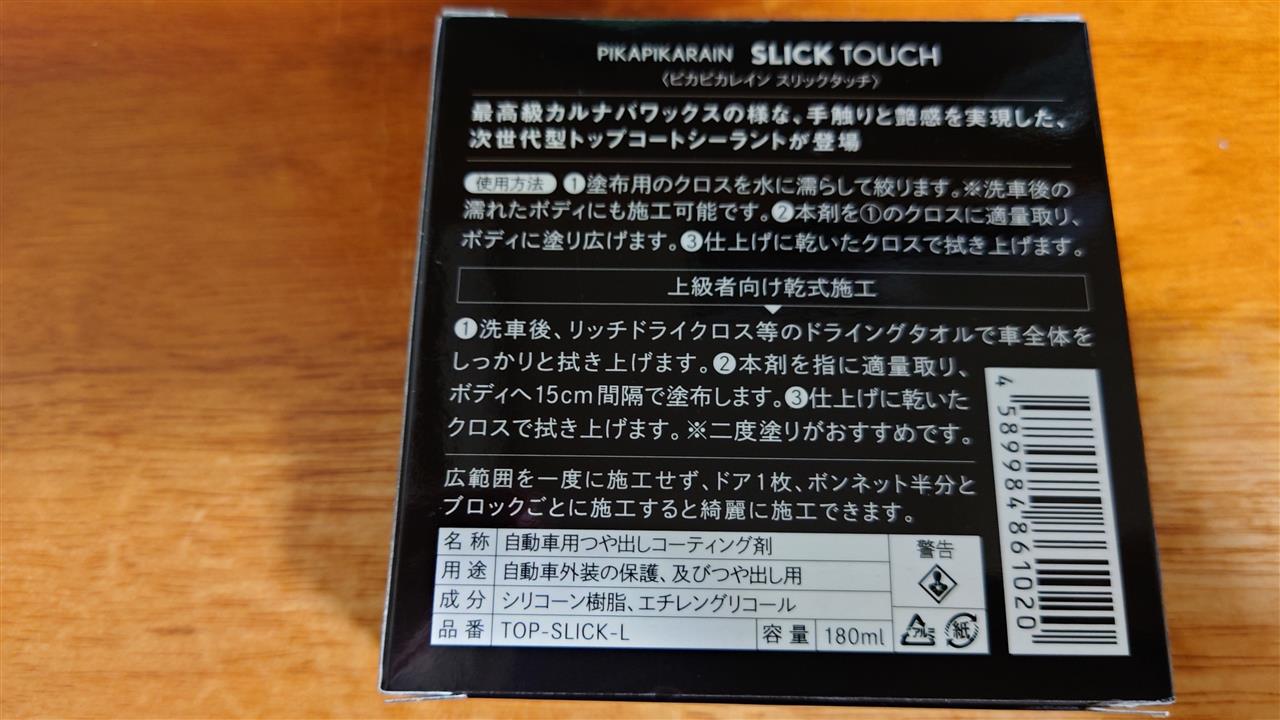 PIKAPIKARAIN SLICK TOUCH
〈ピカピカレイン スリックタッチ〉
最高級カルナバワックスの様な、手触りと艶感を実現した、
次世代型トップコートシーラントが登場
使用方法 ❶塗布用のクロスを水に濡らして絞ります。※洗車後の
濡れたボディにも施工可能です。❷本剤を①のクロスに適量取り、
ボディに塗り広げます。❸仕上げに乾いたクロスで拭き上げます。
上級者向け乾式施工
❶洗車後、リッチドライクロス等のドライングタオルで車全体を
しっかりと拭き上げます。❷本剤を指に適量取り、
ボディへ15cm間隔で塗布します。❸仕上げに乾いた
クロスで拭き上げます。※二度塗りがおすすめです。
広範囲を一度に施工せず、ドア1枚、ボンネット半分と
ブロックごとに施工すると綺麗に施工できます。
名称 自動車用つや出しコーティング剤
用途 自動車外装の保護、及びつや出し用
成分 シリコーン樹脂、エチレングリコール
品番 TOP-SLICK-L 容量 180ml
警告
アルミ 紙
4589984861020